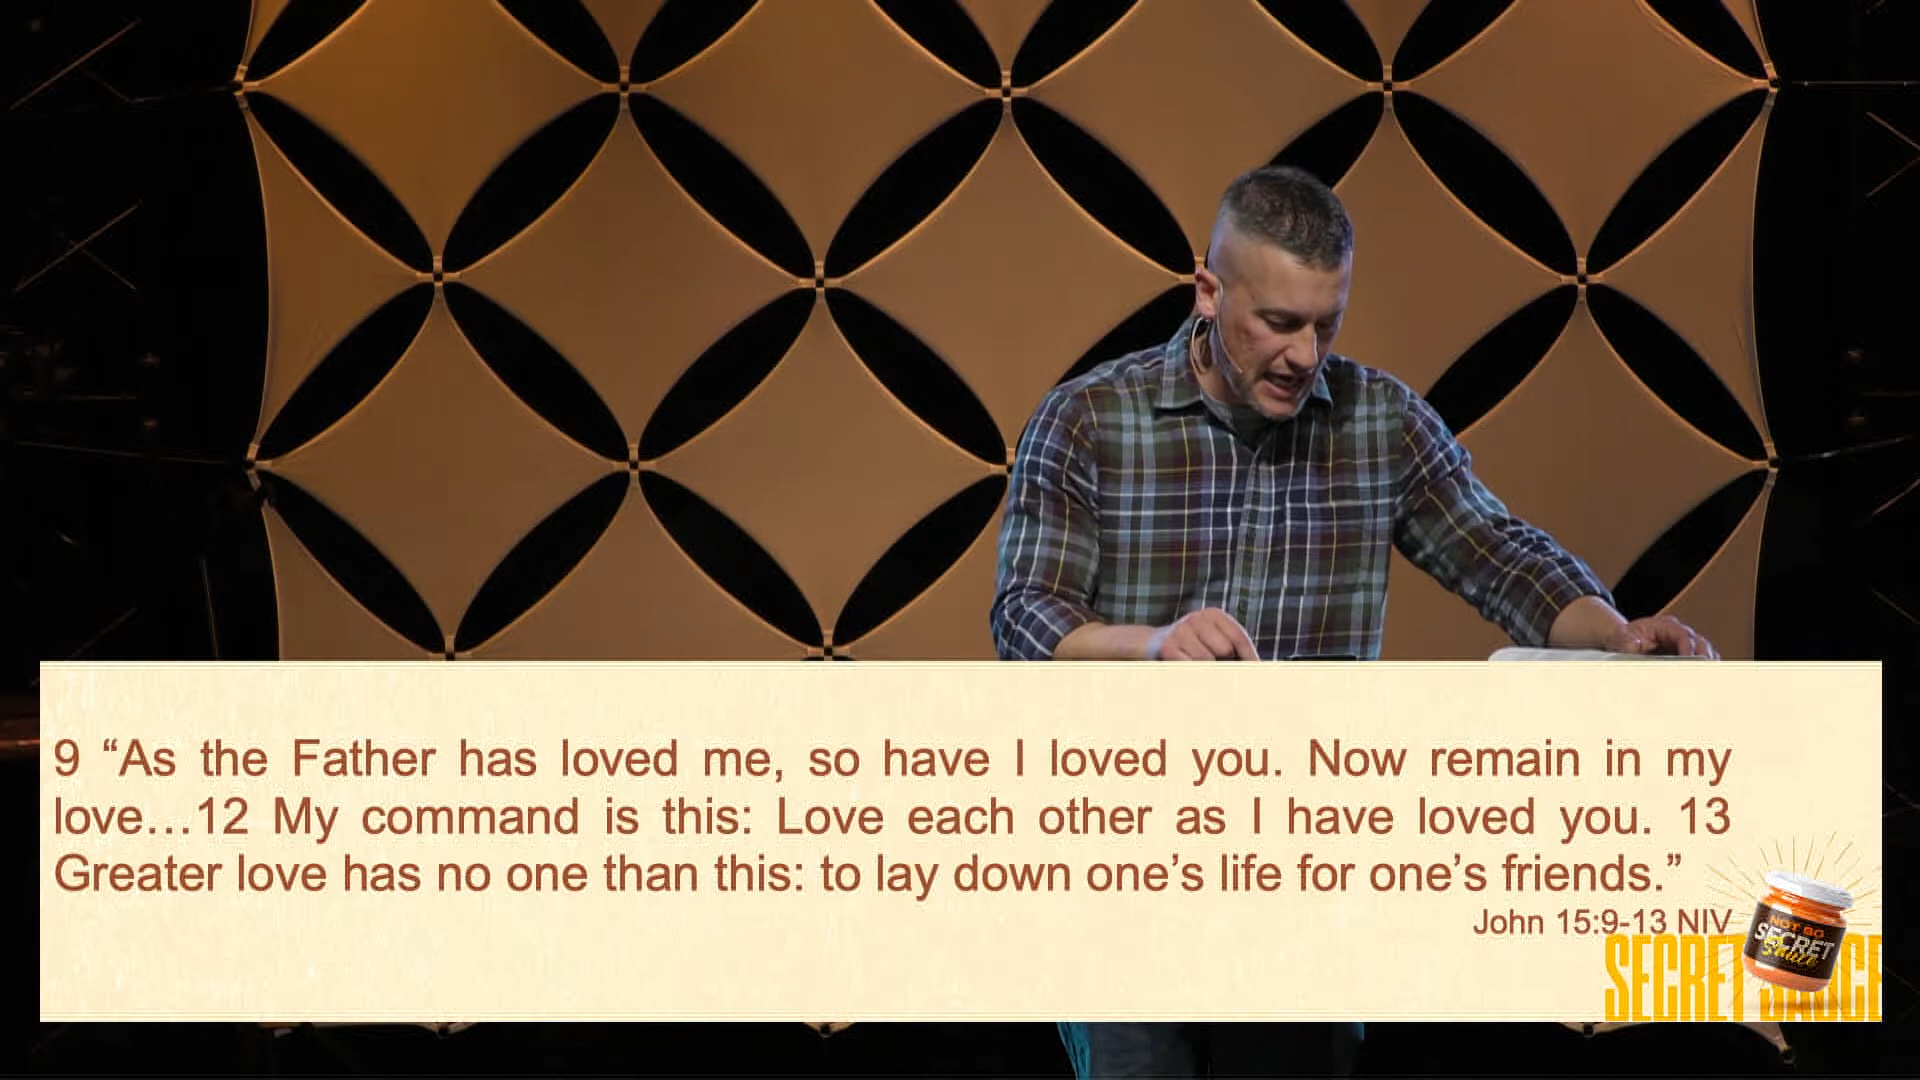 9 “As the Father has loved me, so have I loved you. Now remain in my
love…12 My command is this: Love each other as I have loved you. 13
Greater love has no one than this: to lay down one’s life for one’s friends.”
John 15:9-13 NIV
NOT SO
SECRET
Sauce
SECRET SAUCE